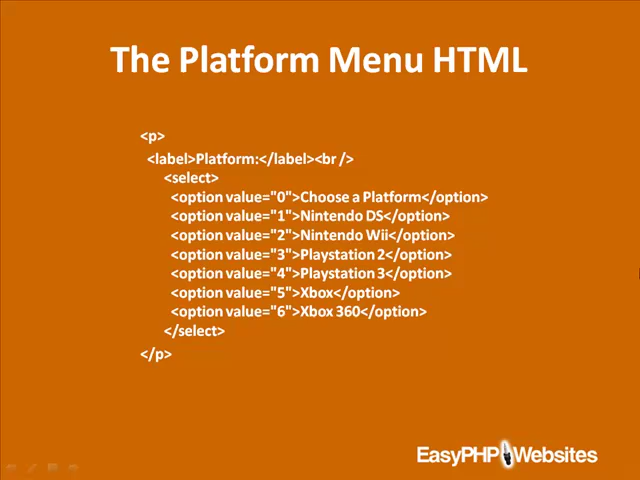 The Platform Menu HTML
<p>
<label>Platform:</label><br />
<select>
<option value="0">Choose a Platform</option>
<option value="1">Nintendo DS</option>
<option value="2">Nintendo Wii</option>
<option value="3">Playstation 2</option>
<option value="4">Playstation 3</option>
<option value="5">Xbox</option>
<option value="6">Xbox 360</option>
</select>
</p>
EasyPHP Websites